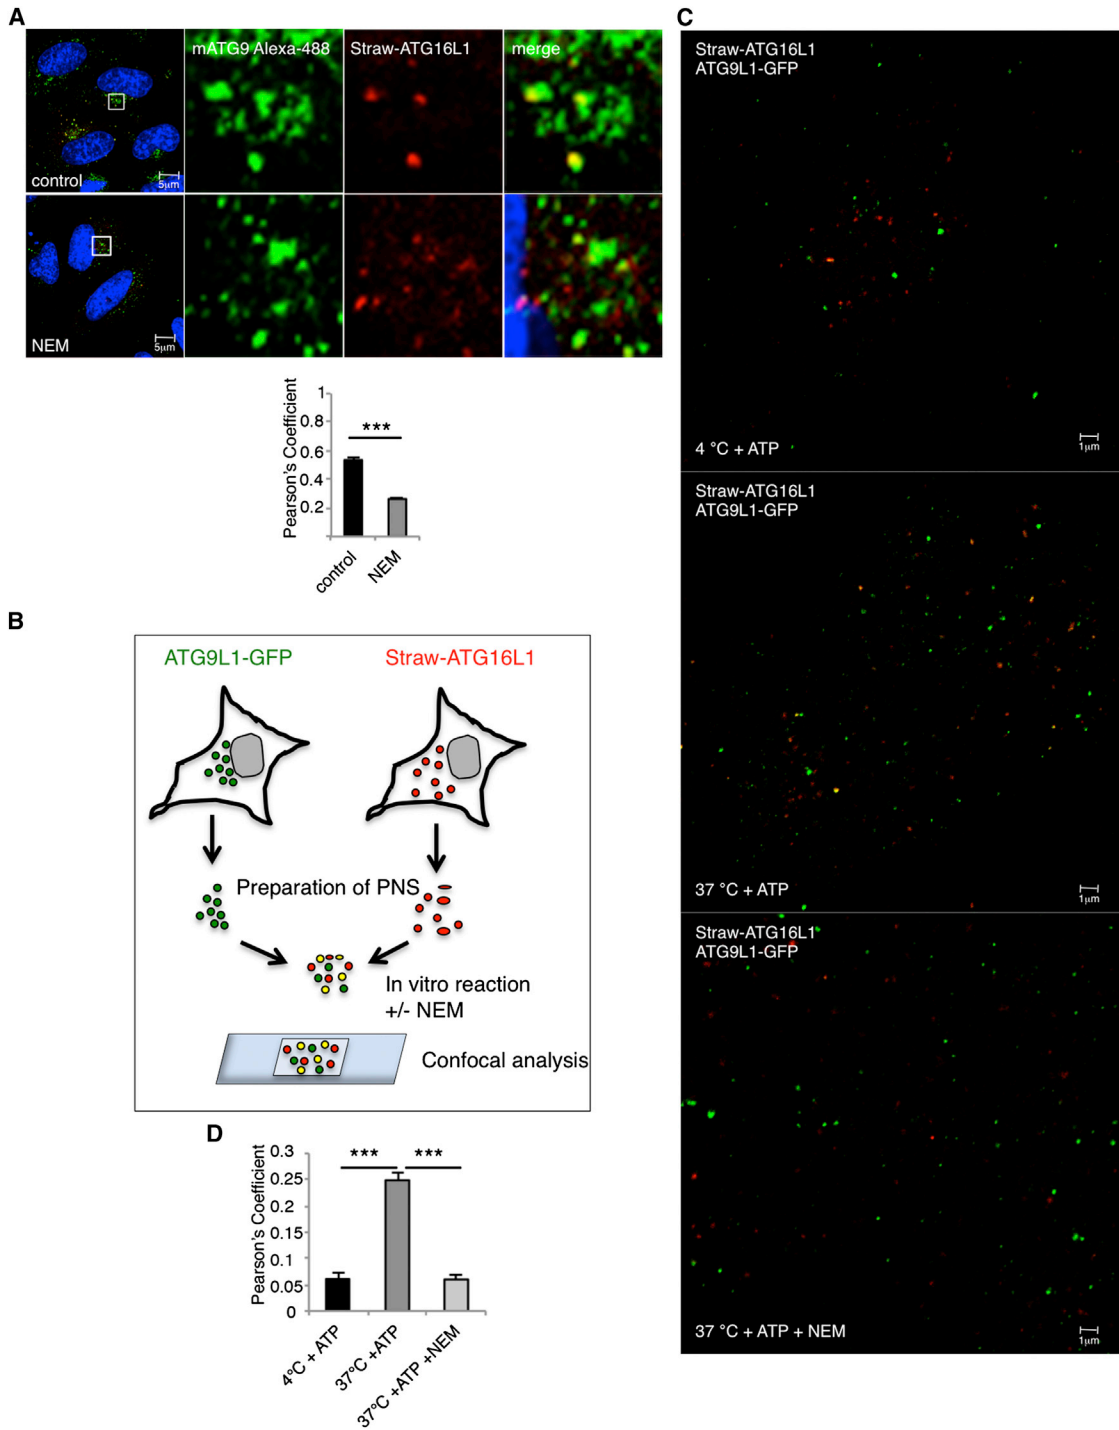 A
mATG9 Alexa-488
Straw-ATG16L1
merge
control
5µm
NEM
5µm
Pearson's Coefficient
1
0.8
0.6
0.4
0.2
***
control
NEM
B
ATG9L1-GFP
Straw-ATG16L1
Preparation of PNS
In vitro reaction
+/- NEM
Confocal analysis
C
Straw-ATG16L1
ATG9L1-GFP
4 °C + ATP
1µm
Straw-ATG16L1
ATG9L1-GFP
37 °C + ATP
1µm
Straw-ATG16L1
ATG9L1-GFP
37 °C + ATP + NEM
1µm
D
Pearson's Coefficient
0.3
0.25
0.2
0.15
0.1
0.05
0
***
***
4°C + ATP
37°C +ATP
37°C +ATP +NEM